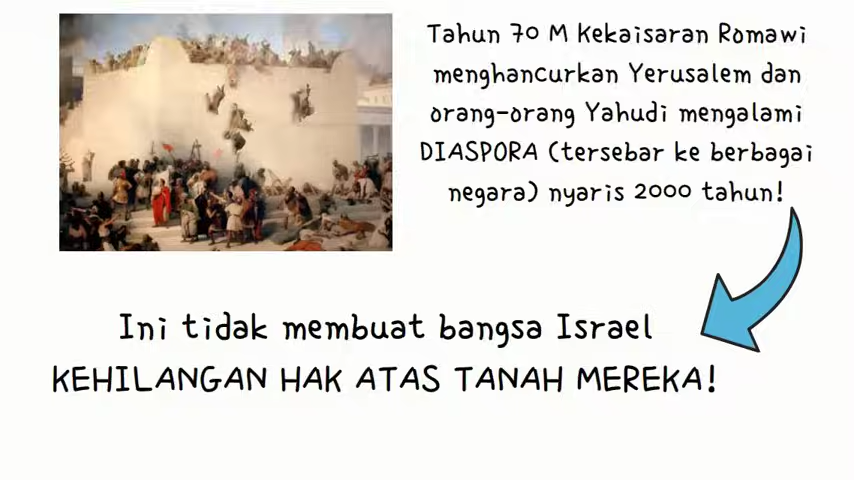 Tahun 70 M Kekaisaran Romawi
menghancurkan Yerusalem dan
orang-orang Yahudi mengalami
DIASPORA (tersebar ke berbagai
negara) nyaris 2000 tahun!
Ini tidak membuat bangsa Israel
KEHILANGAN HAK ATAS TANAH MEREKA!